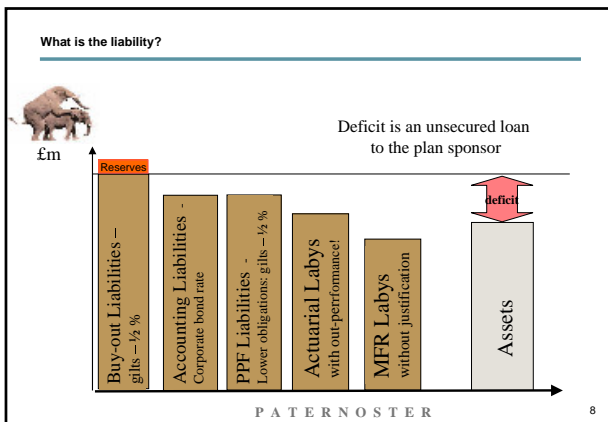 What is the liability?
Deficit is an unsecured loan
to the plan sponsor
£m
Reserves
deficit
Buy-out Liabilities –
gilts – ½ %
Accounting Liabilities -
Corporate bond rate
PPF Liabilities -
Lower obligations: gilts – ½ %
Actuarial Labys
with out-perrformance!
MFR Labys
without justification
Assets
PATERNOSTER
8